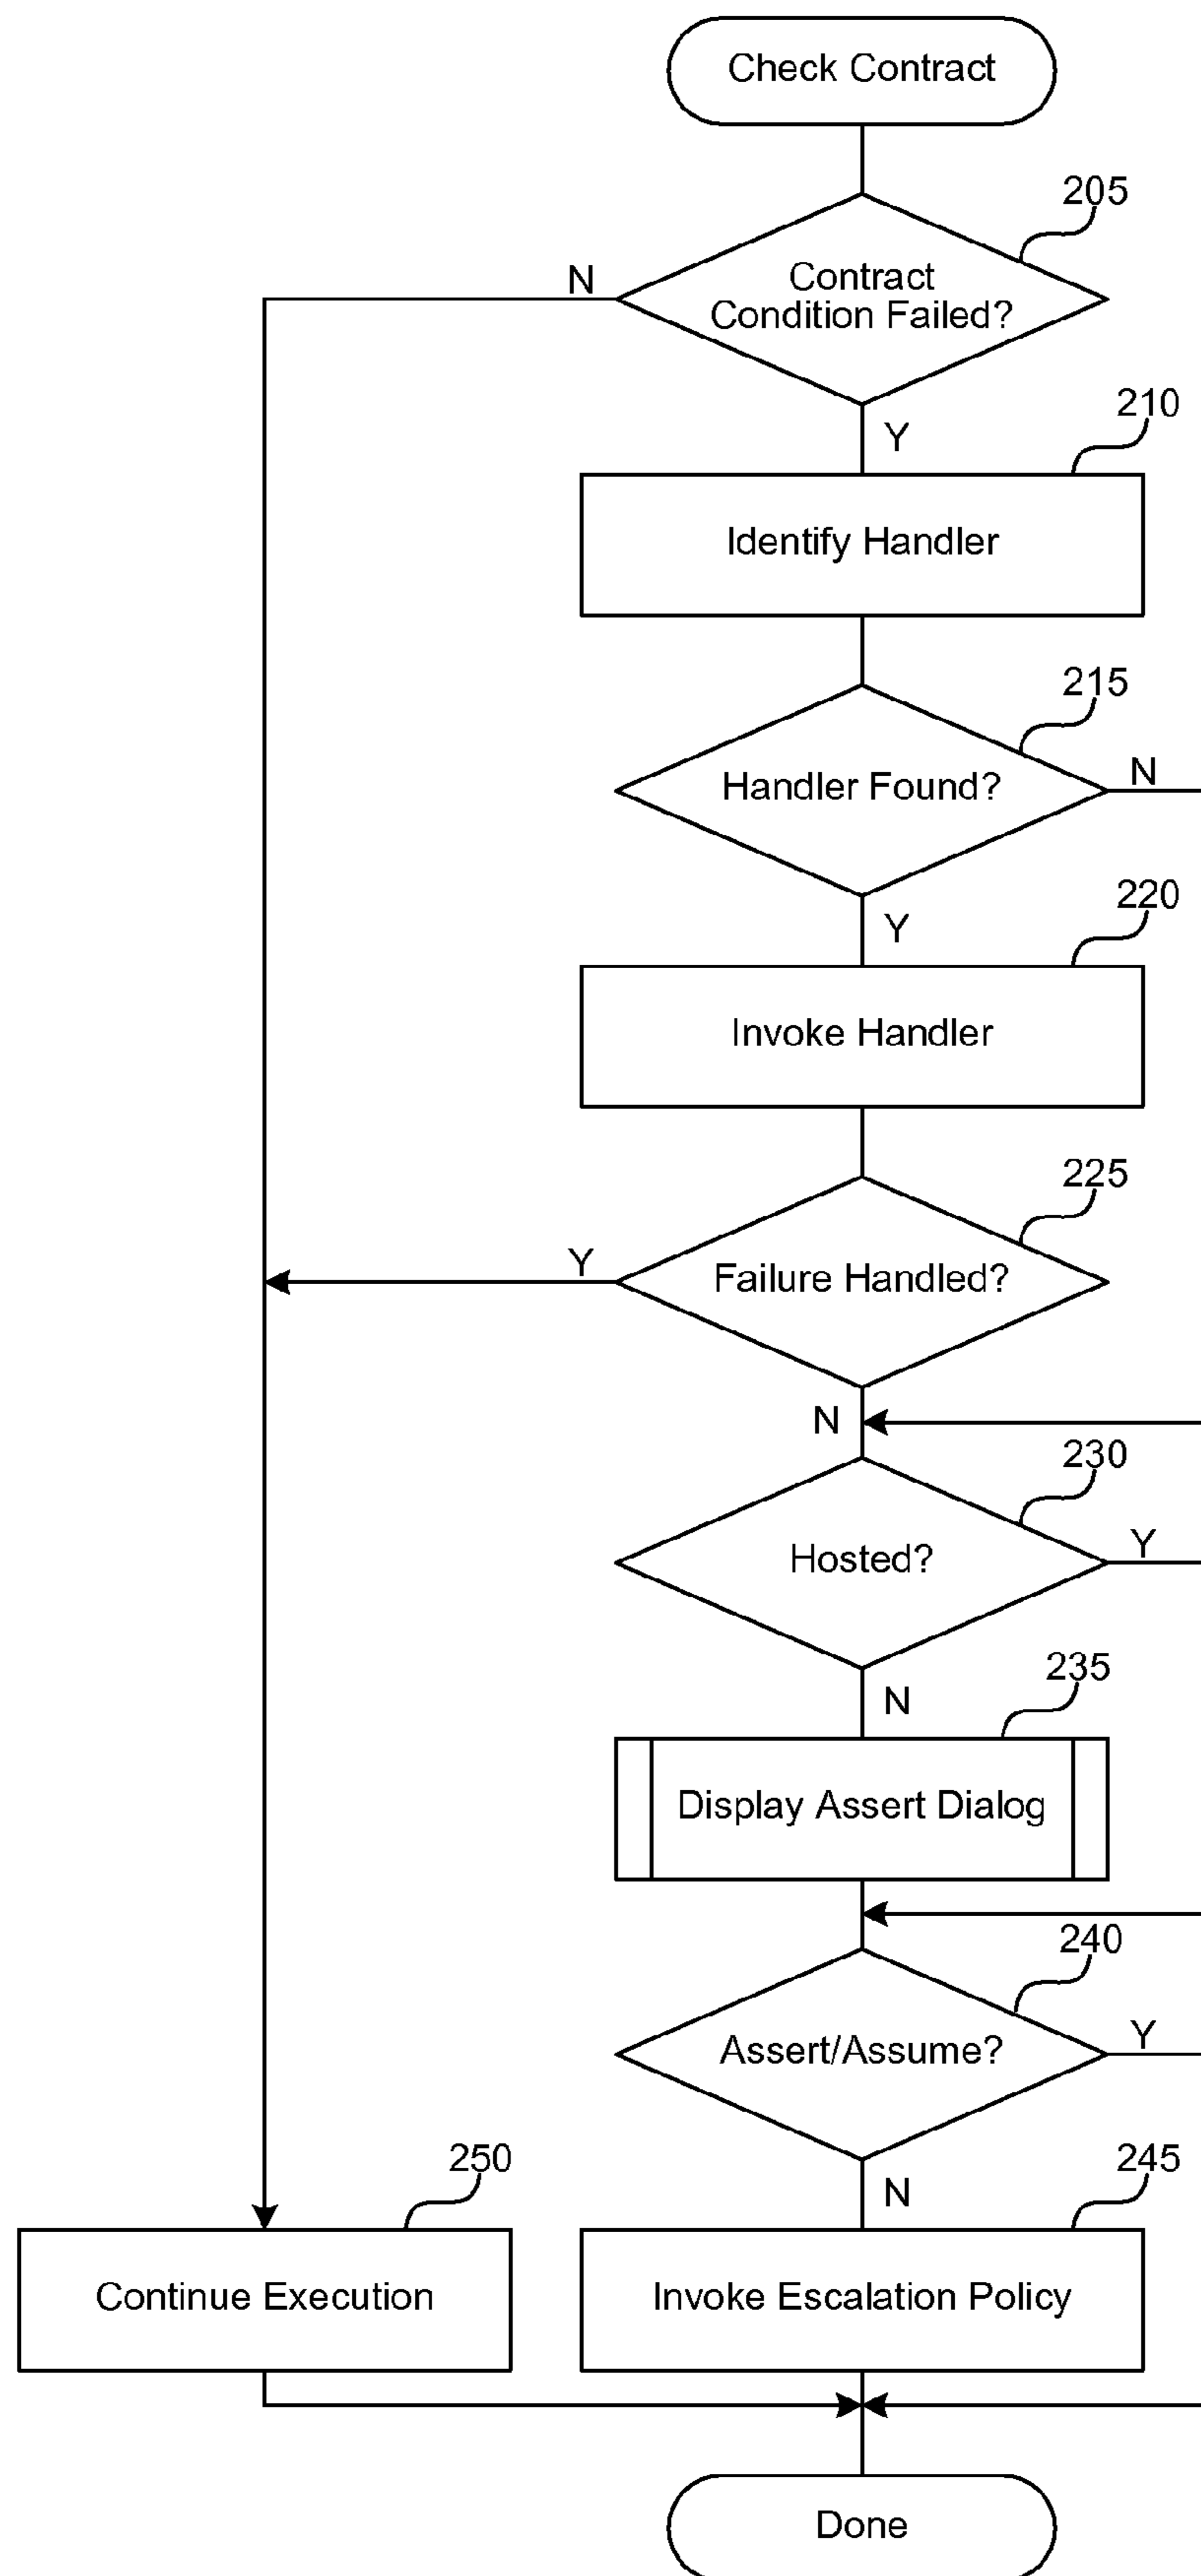 Check Contract
205
N
Contract
Condition Failed?
Y
210
Identify Handler
215
Handler Found?
N
Y
220
Invoke Handler
225
Y
Failure Handled?
N
230
Hosted?
Y
N
235
Display Assert Dialog
240
Assert/Assume?
Y
N
250
245
Continue Execution
Invoke Escalation Policy
Done